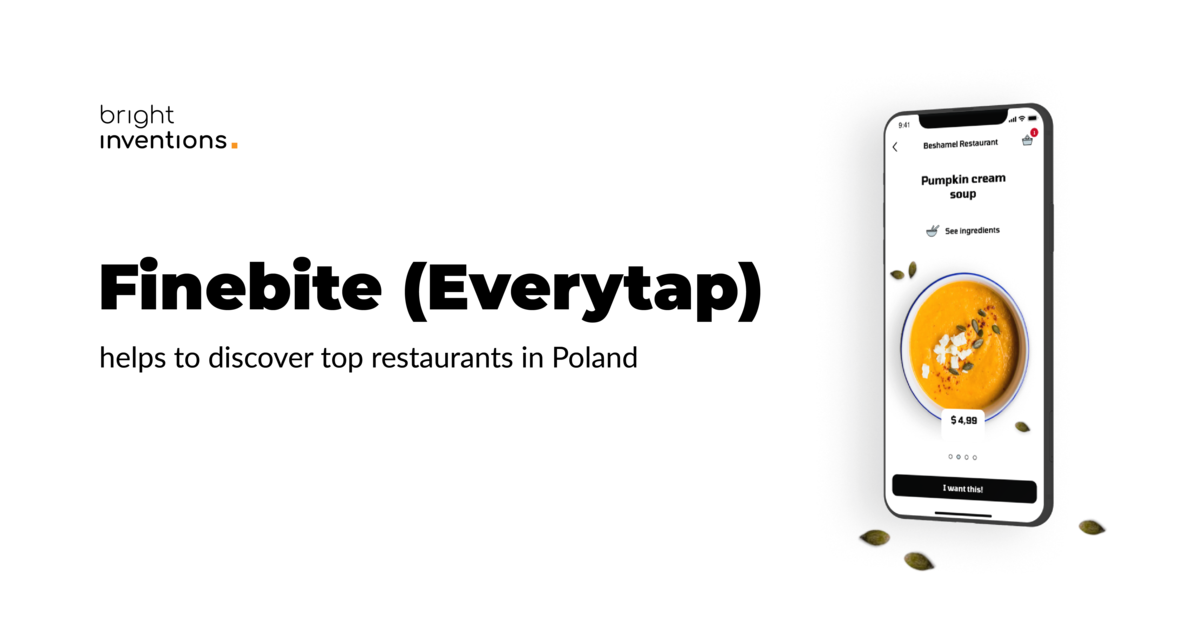 bright
inventions.
Finebite (Everytap)
helps to discover top restaurants in Poland
9:41
Beshamel Restaurant
1
Pumpkin cream
soup
See ingredients
$ 4,99
I want this!